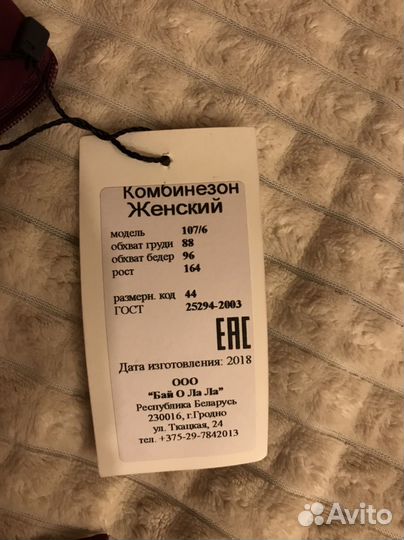 Комбинезон
Женский
модель 107/6
обхват груди 88
обхват бедер 96
рост 164
размерн. код 44
ГОСТ 25294-2003
ЕАС
Дата изготовления: 2018
ООО
"Бай О Ла Ла"
Республика Беларусь
230016, г.Гродно
ул. Ткацкая, 24
тел. +375-29-7842013
Avito